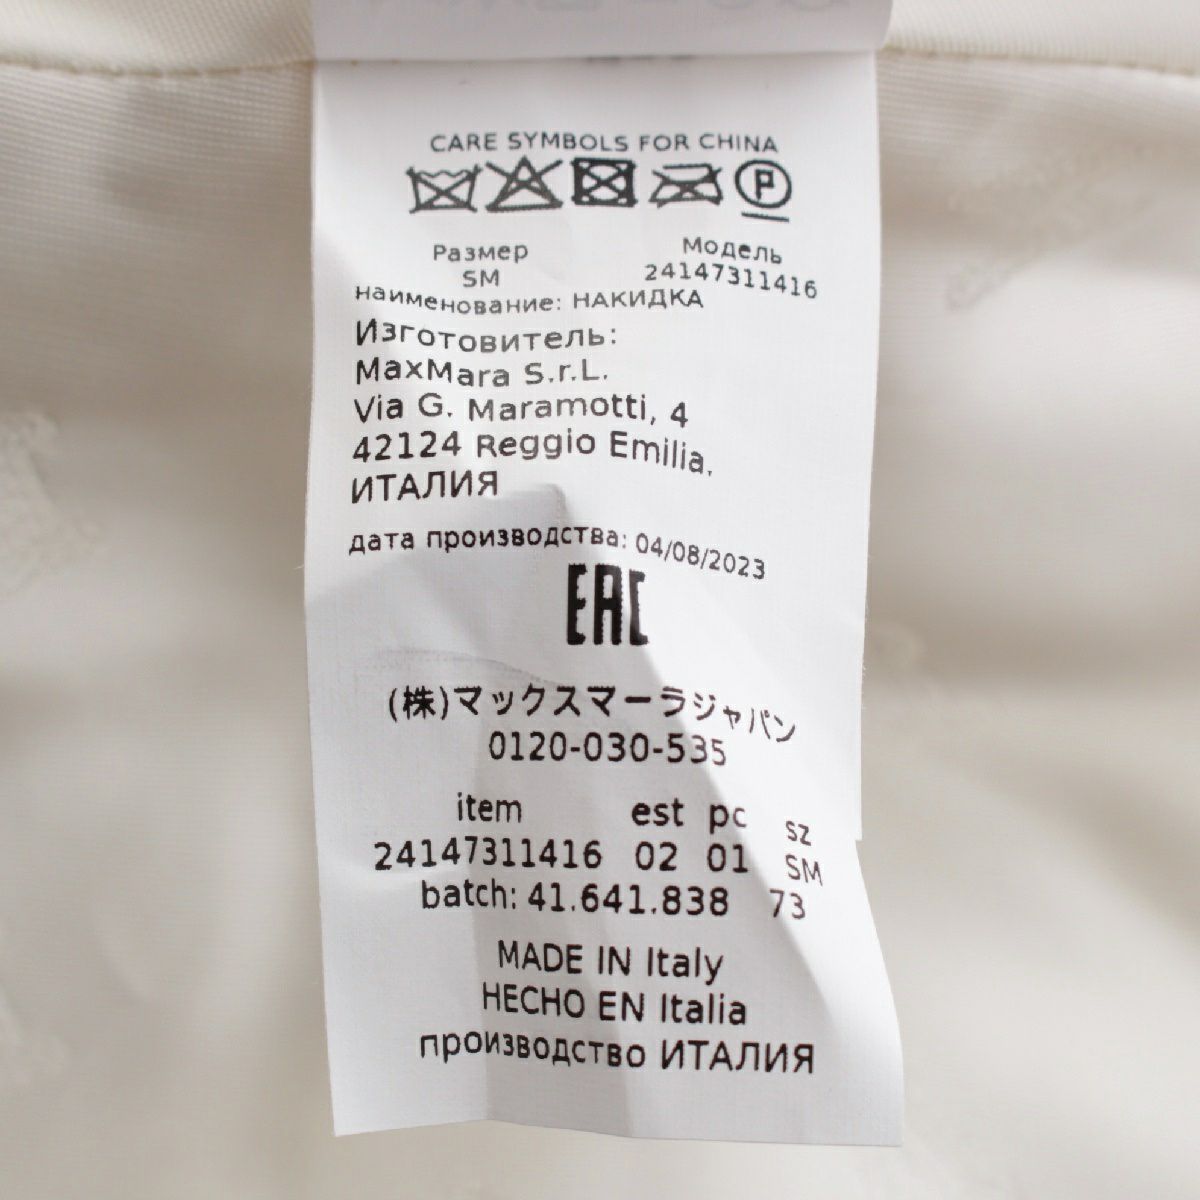 CARE SYMBOLS FOR CHINA
P
Размер Модель
SM 24147311416
наименование: НАКИДКА
Изготовитель:
MaxMara S.r.L.
Via G. Maramotti, 4
42124 Reggio Emilia,
ИТАЛИЯ
дата производства: 04/08/2023
EAC
(株)マックスマーラジャパン
0120-030-535
item est pc sz
24147311416 02 01 SM
batch: 41.641.838 73
MADE IN Italy
HECHO EN Italia
производство ИТАЛИЯ